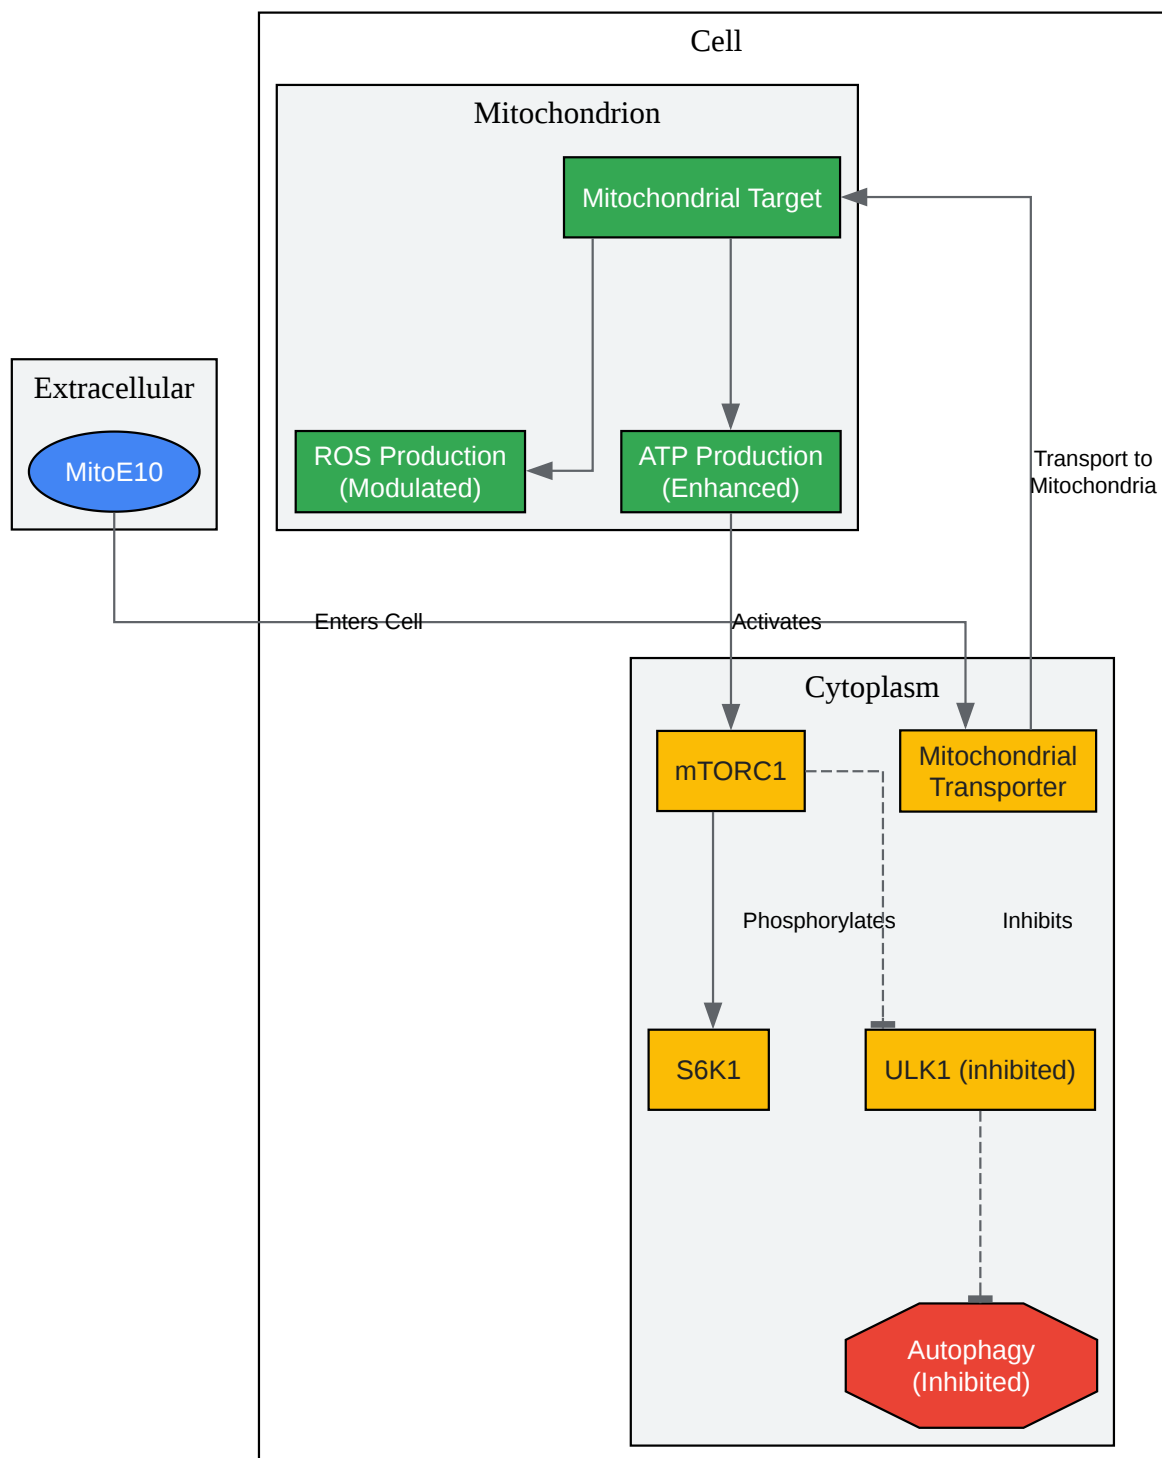 Cell
Mitochondrion
Mitochondrial Target
Extracellular
MitoE10
ROS Production
(Modulated)
ATP Production
(Enhanced)
Transport to
Mitochondria
Enters Cell
Activates
Cytoplasm
mTORC1
Mitochondrial
Transporter
Phosphorylates
Inhibits
S6K1
ULK1 (inhibited)
Autophagy
(Inhibited)